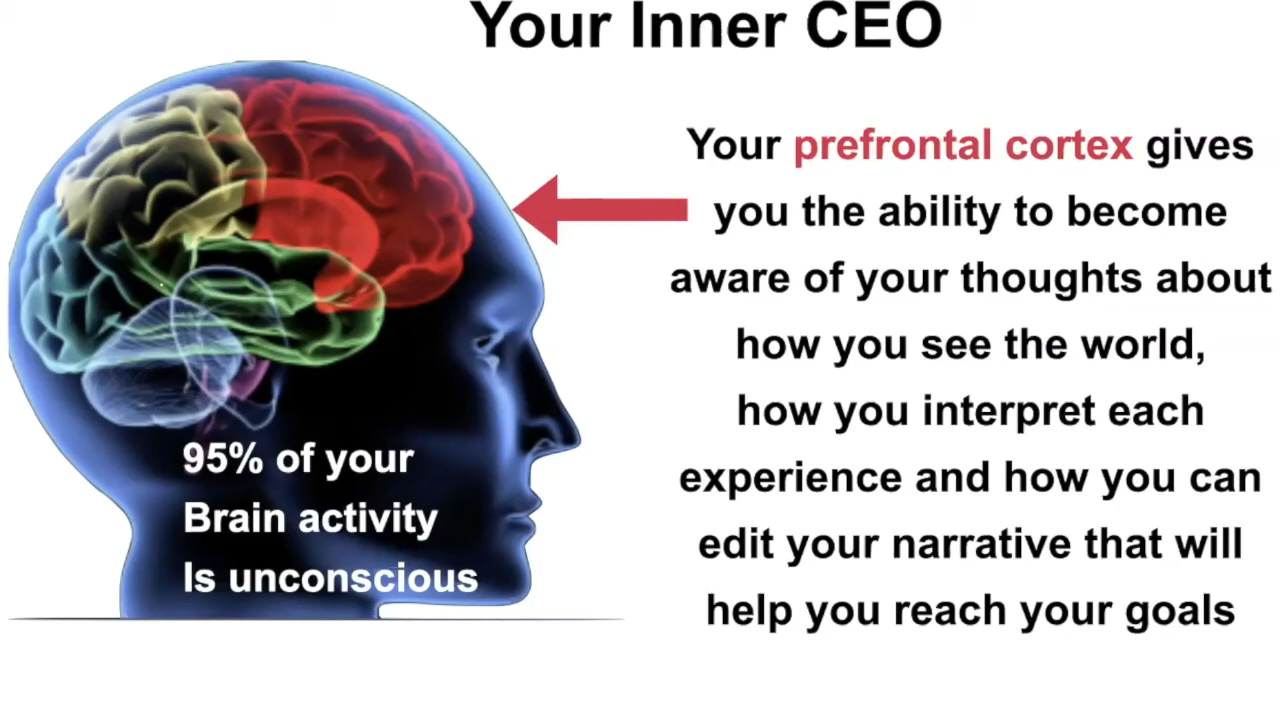 Your Inner CEO
Your prefrontal cortex gives
you the ability to become
aware of your thoughts about
how you see the world,
how you interpret each
experience and how you can
edit your narrative that will
help you reach your goals
95% of your
Brain activity
Is unconscious